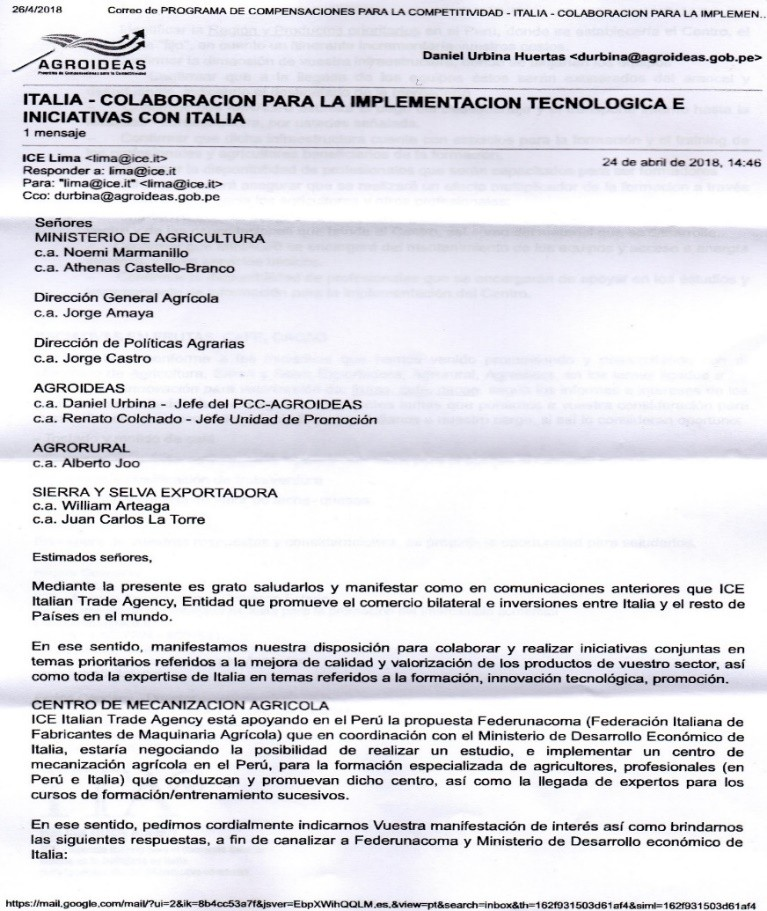 26/4/2018
Correo de PROGRAMA DE COMPENSACIONES PARA LA COMPETITIVIDAD - ITALIA - COLABORACION PARA LA IMPLEMEN...
AGROIDEAS
Programa de Compensaciones para la Competitividad
Daniel Urbina Huertas <durbina@agroideas.gob.pe>
ITALIA - COLABORACION PARA LA IMPLEMENTACION TECNOLOGICA E
INICIATIVAS CON ITALIA
1 mensaje
ICE Lima <lima@ice.it>
24 de abril de 2018, 14:46
Responder a: lima@ice.it
Para: "lima@ice.it" <lima@ice.it>
Cco: durbina@agroideas.gob.pe
Señores
MINISTERIO DE AGRICULTURA
c.a. Noemi Marmanillo
c.a. Athenas Castello-Branco
Dirección General Agrícola
c.a. Jorge Amaya
Dirección de Políticas Agrarias
c.a. Jorge Castro
AGROIDEAS
c.a. Daniel Urbina - Jefe del PCC-AGROIDEAS
c.a. Renato Colchado - Jefe Unidad de Promoción
AGRORURAL
c.a. Alberto Joo
SIERRA Y SELVA EXPORTADORA
c.a. William Arteaga
c.a. Juan Carlos La Torre
Estimados señores,
Mediante la presente es grato saludarlos y manifestar como en comunicaciones anteriores que ICE
Italian Trade Agency, Entidad que promueve el comercio bilateral e inversiones entre Italia y el resto de
Países en el mundo.
En ese sentido, manifestamos nuestra disposición para colaborar y realizar iniciativas conjuntas en
temas prioritarios referidos a la mejora de calidad y valorización de los productos de vuestro sector, así
como toda la expertise de Italia en temas referidos a la formación, innovación tecnológica, promoción.
CENTRO DE MECANIZACION AGRICOLA
ICE Italian Trade Agency está apoyando en el Perú la propuesta Federunacoma (Federación Italiana de
Fabricantes de Maquinaria Agrícola) que en coordinación con el Ministerio de Desarrollo Económico de
Italia, estaría negociando la posibilidad de realizar un estudio, e implementar un centro de
mecanización agrícola en el Perú, para la formación especializada de agricultores, profesionales (en
Perú e Italia) que conduzcan y promuevan dicho centro, así como la llegada de expertos para los
cursos de formación/entrenamiento sucesivos.
En ese sentido, pedimos cordialmente indicarnos Vuestra manifestación de interés así como brindarnos
las siguientes respuestas, a fin de canalizar a Federunacoma y Ministerio de Desarrollo económico de
Italia:
https://mail.google.com/mail/?ui=2&ik=8b4cc53a7f&jsver=EbpXWihQQLM.es.&view=pt&search=inbox&th=162f931503d61af4&siml=162f931503d61af4